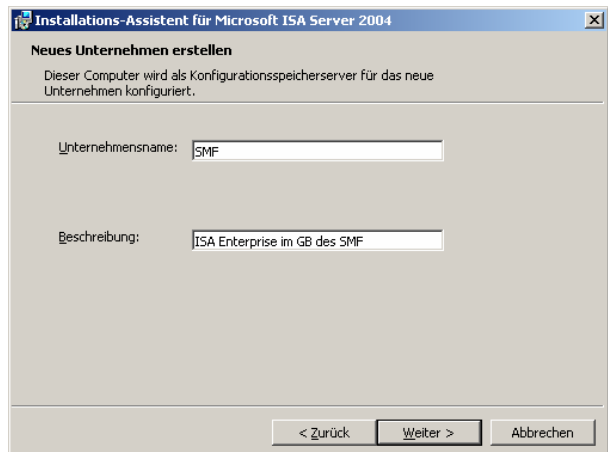 Installations-Assistent für Microsoft ISA Server 2004
Neues Unternehmen erstellen
Dieser Computer wird als Konfigurationsspeicherserver für das neue
Unternehmen konfiguriert.
Unternehmensname: SMF
Beschreibung: ISA Enterprise im GB des SMF
< Zurück Weiter > Abbrechen